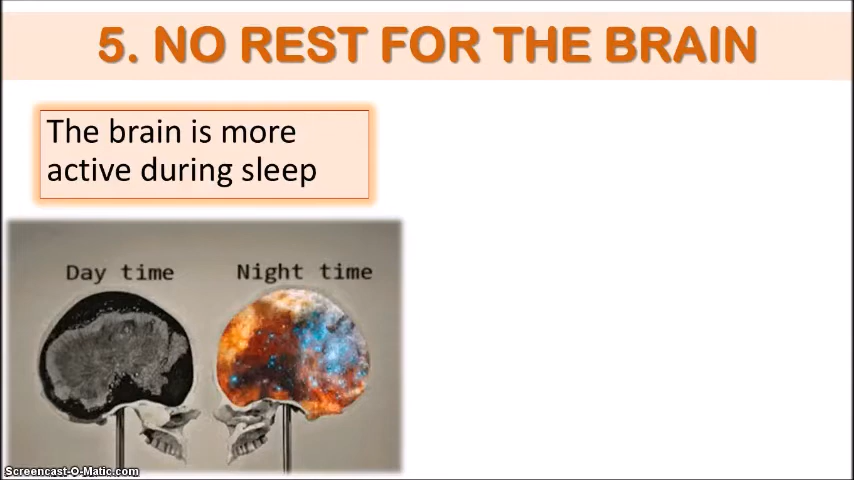 5. NO REST FOR THE BRAIN
The brain is more
active during sleep
Day time
Night time
Screencast-O-Matic.com